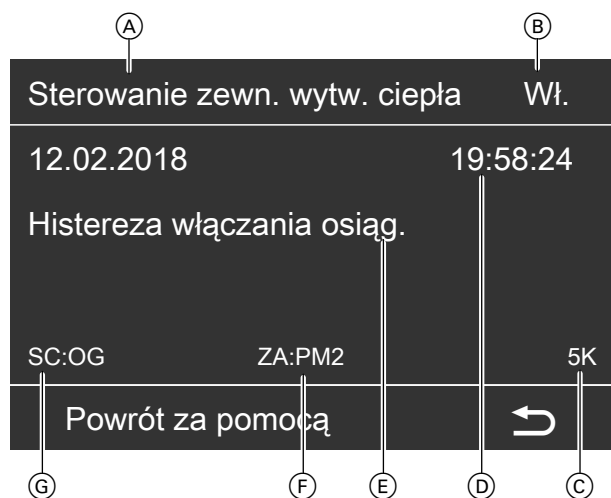 A B
Sterowanie zewn. wytw. ciepła Wł.
12.02.2018 19:58:24
Histereza włączania osiąg.
SC:OG ZA:PM2 5K
Powrót za pomocą
G F E D C